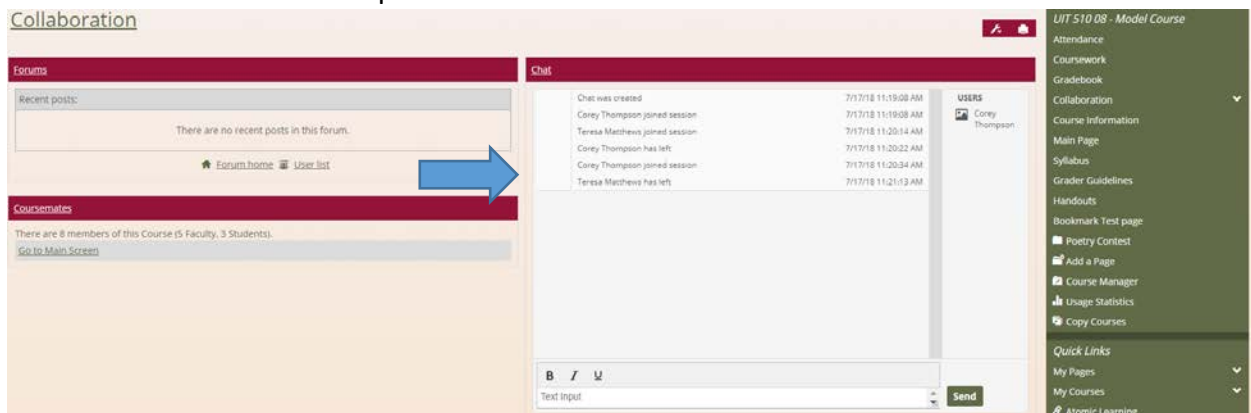 Collaboration
Forums
Recent posts:
There are no recent posts in this forum.
Forum home User list
Coursemates
There are 8 members of this Course (5 Faculty, 3 Students).
Go to Main Screen
Chat
Chat was created 7/17/18 11:19:08 AM
Corey Thompson joined session 7/17/18 11:19:08 AM
Teresa Matthews joined session 7/17/18 11:20:14 AM
Corey Thompson has left 7/17/18 11:20:22 AM
Corey Thompson joined session 7/17/18 11:20:34 AM
Teresa Matthews has left 7/17/18 11:21:13 AM
USERS
Corey
Thompson
B I U
Text Input
Send
UIT 510 08 - Model Course
Attendance
Coursework
Gradebook
Collaboration
Course Information
Main Page
Syllabus
Grader Guidelines
Handouts
Bookmark Test page
Poetry Contest
Add a Page
Course Manager
Usage Statistics
Copy Courses
Quick Links
My Pages
My Courses
Atomic Learning